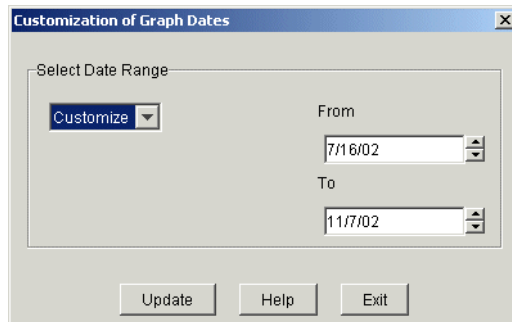 Customization of Graph Dates
Select Date Range
Customize
From
7/16/02
To
11/7/02
Update Help Exit